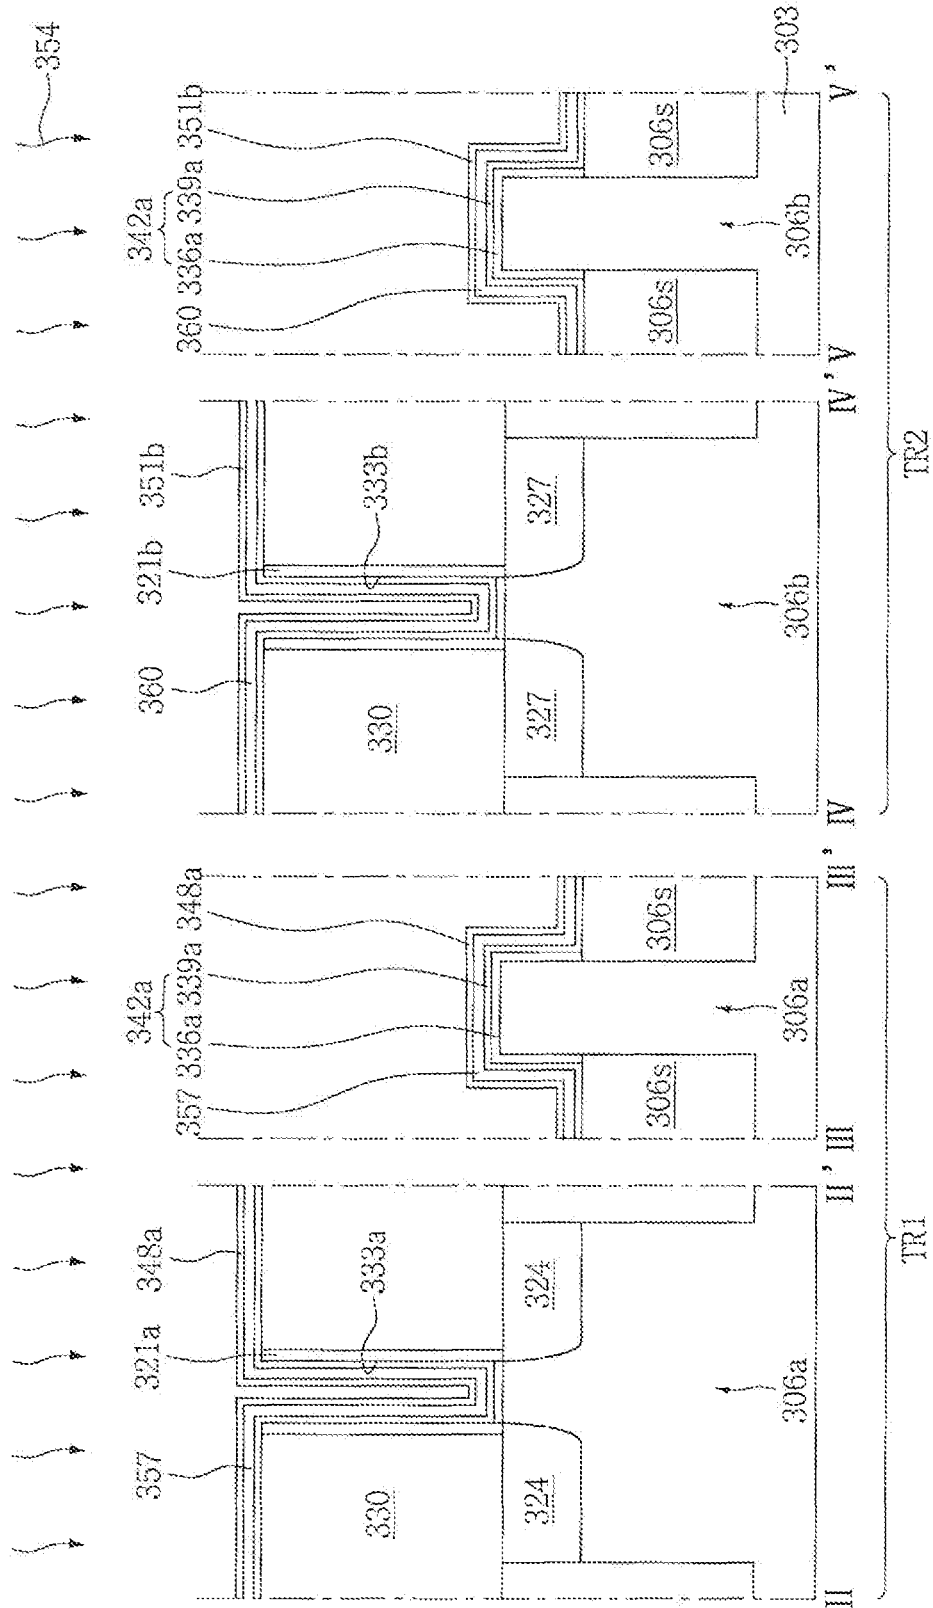 354
357 321a 348a 342a 360 321b 351b 342a
357 336a 339a 348a 360 336a 339a 351b
330 333a 330 333b
324 324 327 327
306s 306s 306s 306s
306a 306a 306b 306b 303
II II' III III' IV IV' V V'
TR1 TR2